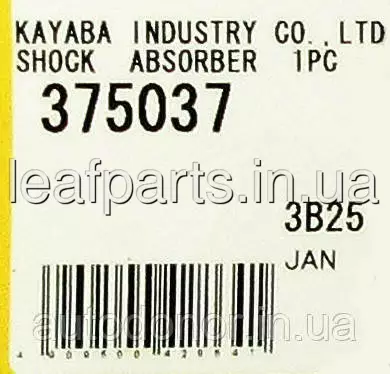 KAYABA INDUSTRY CO.,LTD
SHOCK ABSORBER 1PC
375037
leafparts.in.ua
3B25
JAN
autodonor.in.ua